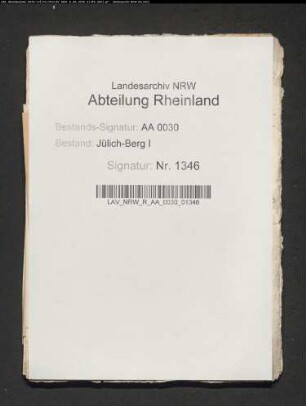 Landesarchiv NRW
Abteilung Rheinland
Bestands-Signatur: AA 0030
Bestand: Jülich-Berg I
Signatur: Nr. 1346
LAV_NRW_R_AA_0030_01346